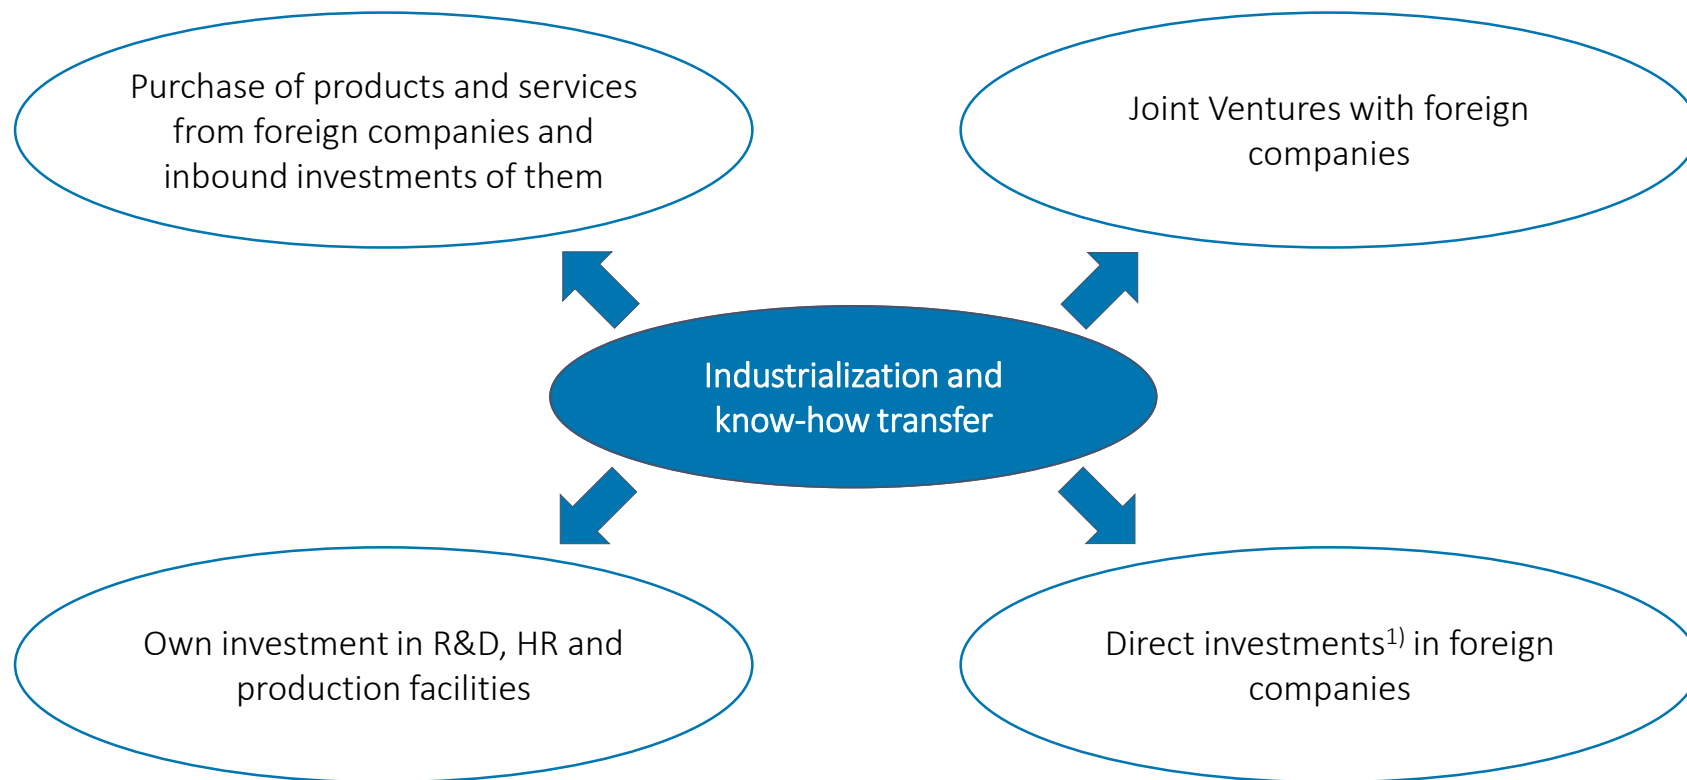 Purchase of products and services
from foreign companies and
inbound investments of them
Joint Ventures with foreign
companies
Industrialization and
know-how transfer
Own investment in R&D, HR and
production facilities
Direct investments¹⁾ in foreign
companies